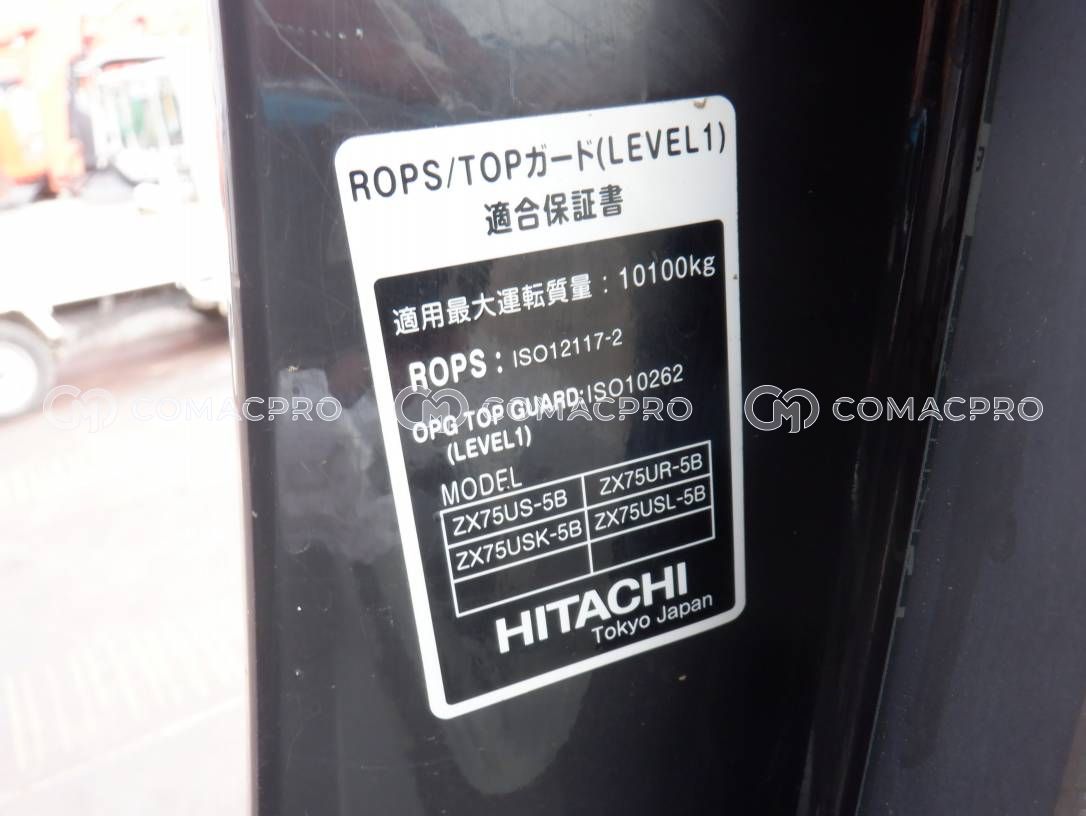 ROPS/TOPガード(LEVEL1)
適合保証書
適用最大運転質量：10100kg
ROPS：ISO12117-2
OPG TOP GUARD:ISO10262
(LEVEL1)
COMACPRO COMACPRO COMACPRO
MODEL
ZX75US-5B ZX75UR-5B
ZX75USK-5B ZX75USL-5B
HITACHI
Tokyo Japan